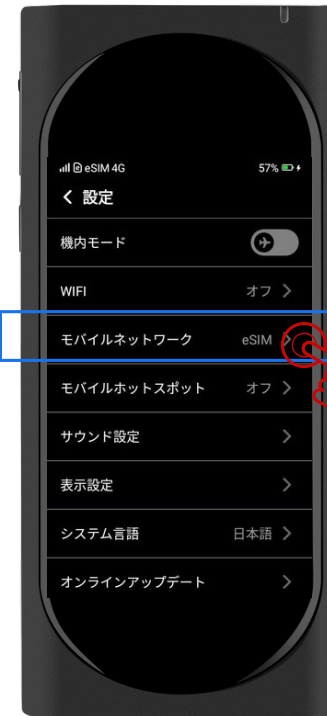 eSIM 4G 57%
設定
機内モード
WIFI オフ
モバイルネットワーク eSIM
モバイルホットスポット オフ
サウンド設定
表示設定
システム言語 日本語
オンラインアップデート